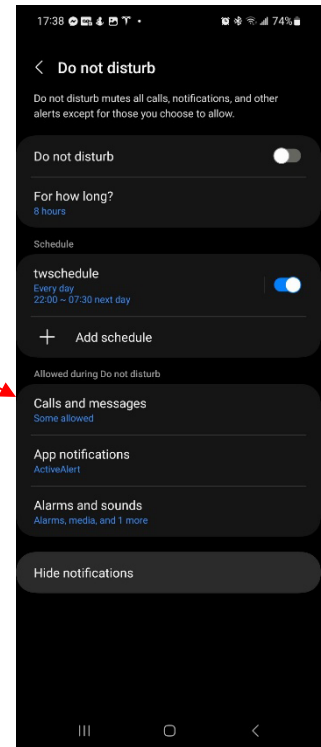 17:38
74%
Do not disturb
Do not disturb mutes all calls, notifications, and other
alerts except for those you choose to allow.
Do not disturb
For how long?
8 hours
Schedule
twschedule
Every day
22:00 ~ 07:30 next day
Add schedule
Allowed during Do not disturb
Calls and messages
Some allowed
App notifications
ActiveAlert
Alarms and sounds
Alarms, media, and 1 more
Hide notifications